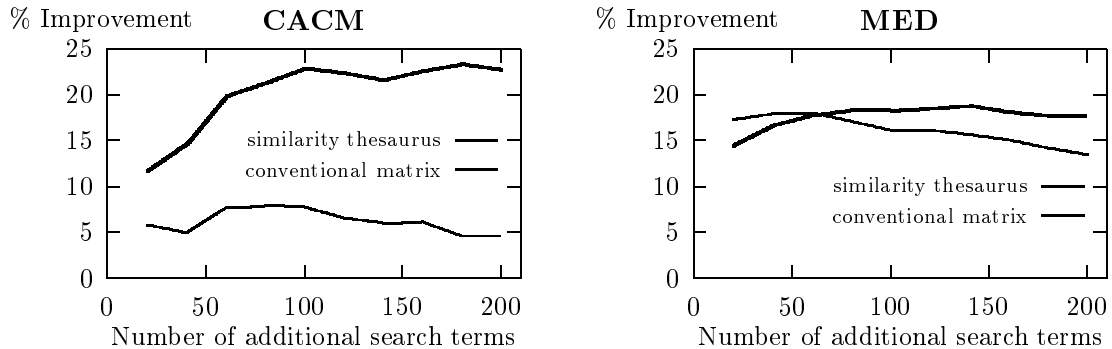 % Improvement CACM
25
20
15
10
5
0
similarity thesaurus
conventional matrix
0 50 100 150 200
Number of additional search terms
% Improvement MED
25
20
15
10
5
0
similarity thesaurus
conventional matrix
0 50 100 150 200
Number of additional search terms